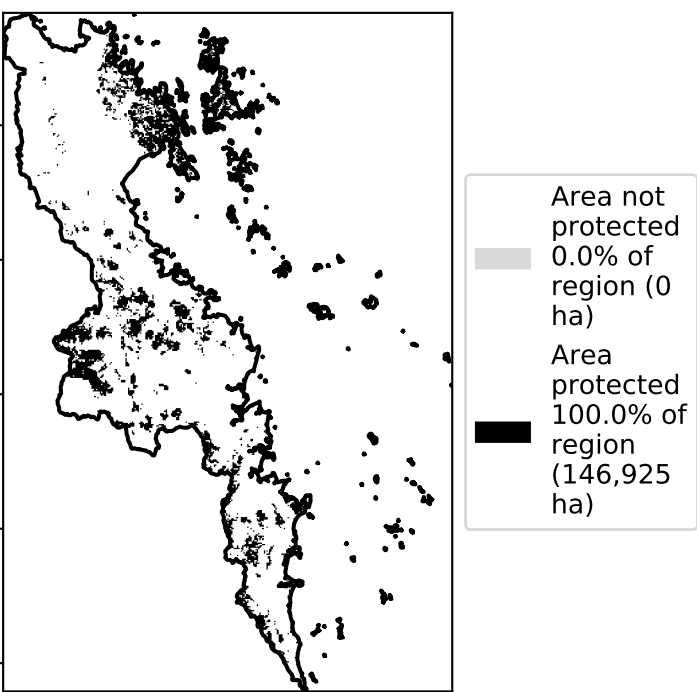 Area not
protected
0.0% of
region (0
ha)
Area
protected
100.0% of
region
(146,925
ha)